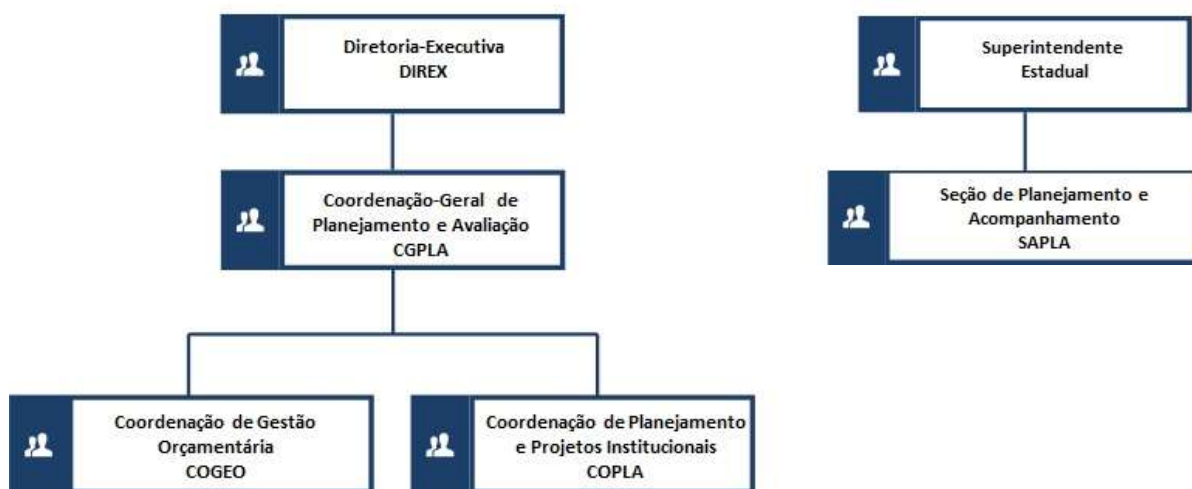 Diretoria-Executiva
DIREX
Superintendente
Estadual
Coordenação-Geral de
Planejamento e Avaliação
CGPLA
Seção de Planejamento e
Acompanhamento
SAPLA
Coordenação de Gestão
Orçamentária
COGEO
Coordenação de Planejamento
e Projetos Institucionais
COPLA